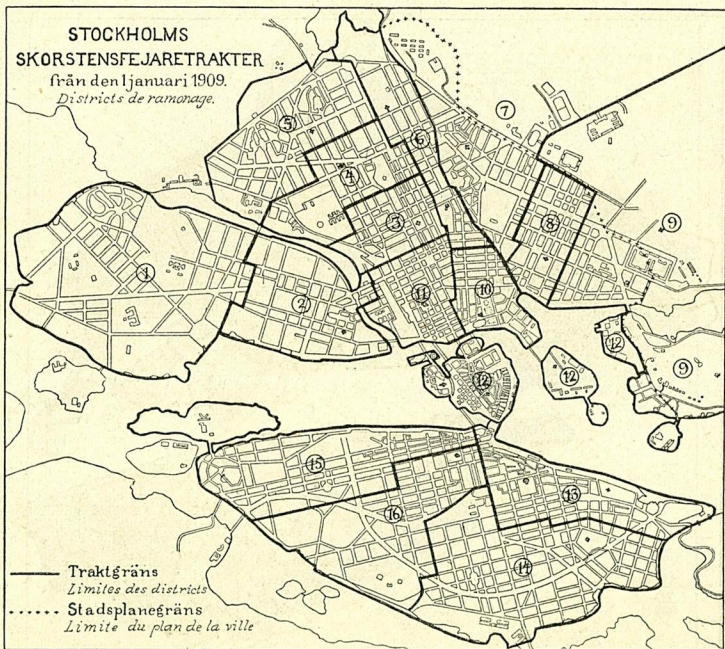 STOCKHOLMS
SKORSTENSFEJARETRAKTER
från den 1 januari 1909.
Districts de ramonage.
5
6
7
4
3
8
9
1
2
11
10
12
9
12
12
15
13
16
14
Traktgräns
Limites des districts
Stadsplanegräns
Limite du plan de la ville